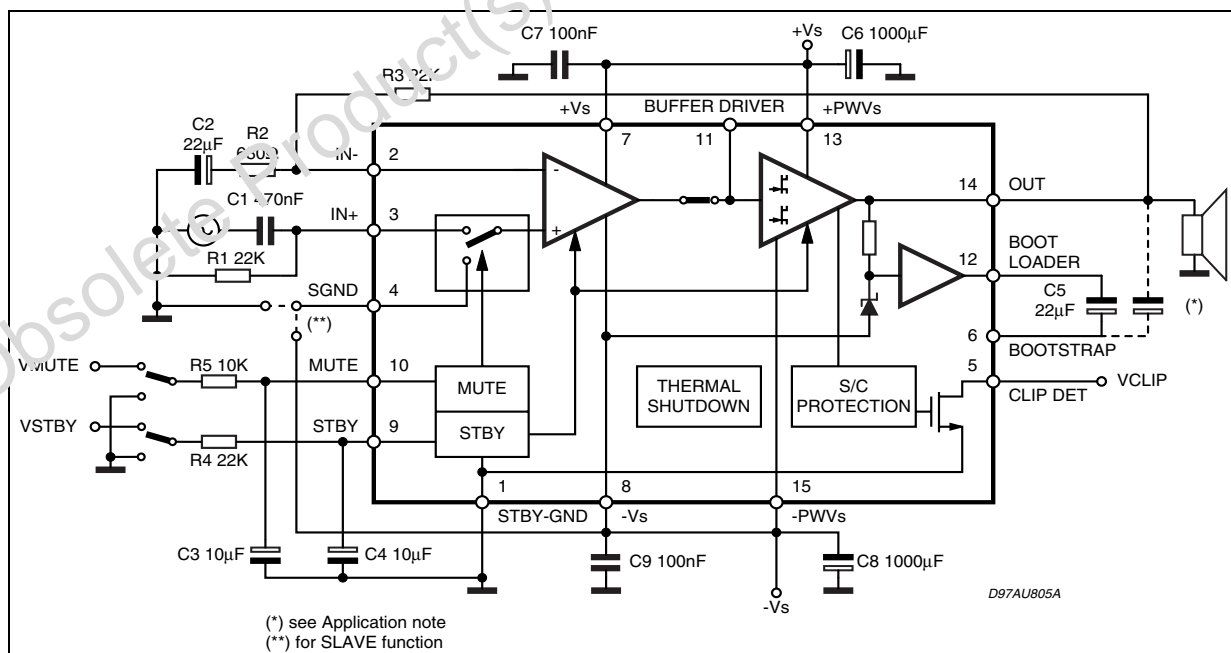 Obsolete Product(s)
C7 100nF
+Vs
C6 1000µF
R3 22K
+Vs
BUFFER DRIVER
+PWVs
7
11
13
C2
22µF
R2
680Ω
IN-
2
-
C1 470nF
IN+
3
+
14
OUT
R1 22K
SGND
4
(**)
12
BOOT
LOADER
C5
22µF
(*)
6
BOOTSTRAP
VMUTE
R5 10K
MUTE
10
MUTE
THERMAL
SHUTDOWN
S/C
PROTECTION
5
CLIP DET
VCLIP
VSTBY
R4 22K
STBY
9
STBY
1
8
15
STBY-GND
-Vs
-PWVs
C3 10µF
C4 10µF
C9 100nF
C8 1000µF
-Vs
D97AU805A
(*) see Application note
(**) for SLAVE function